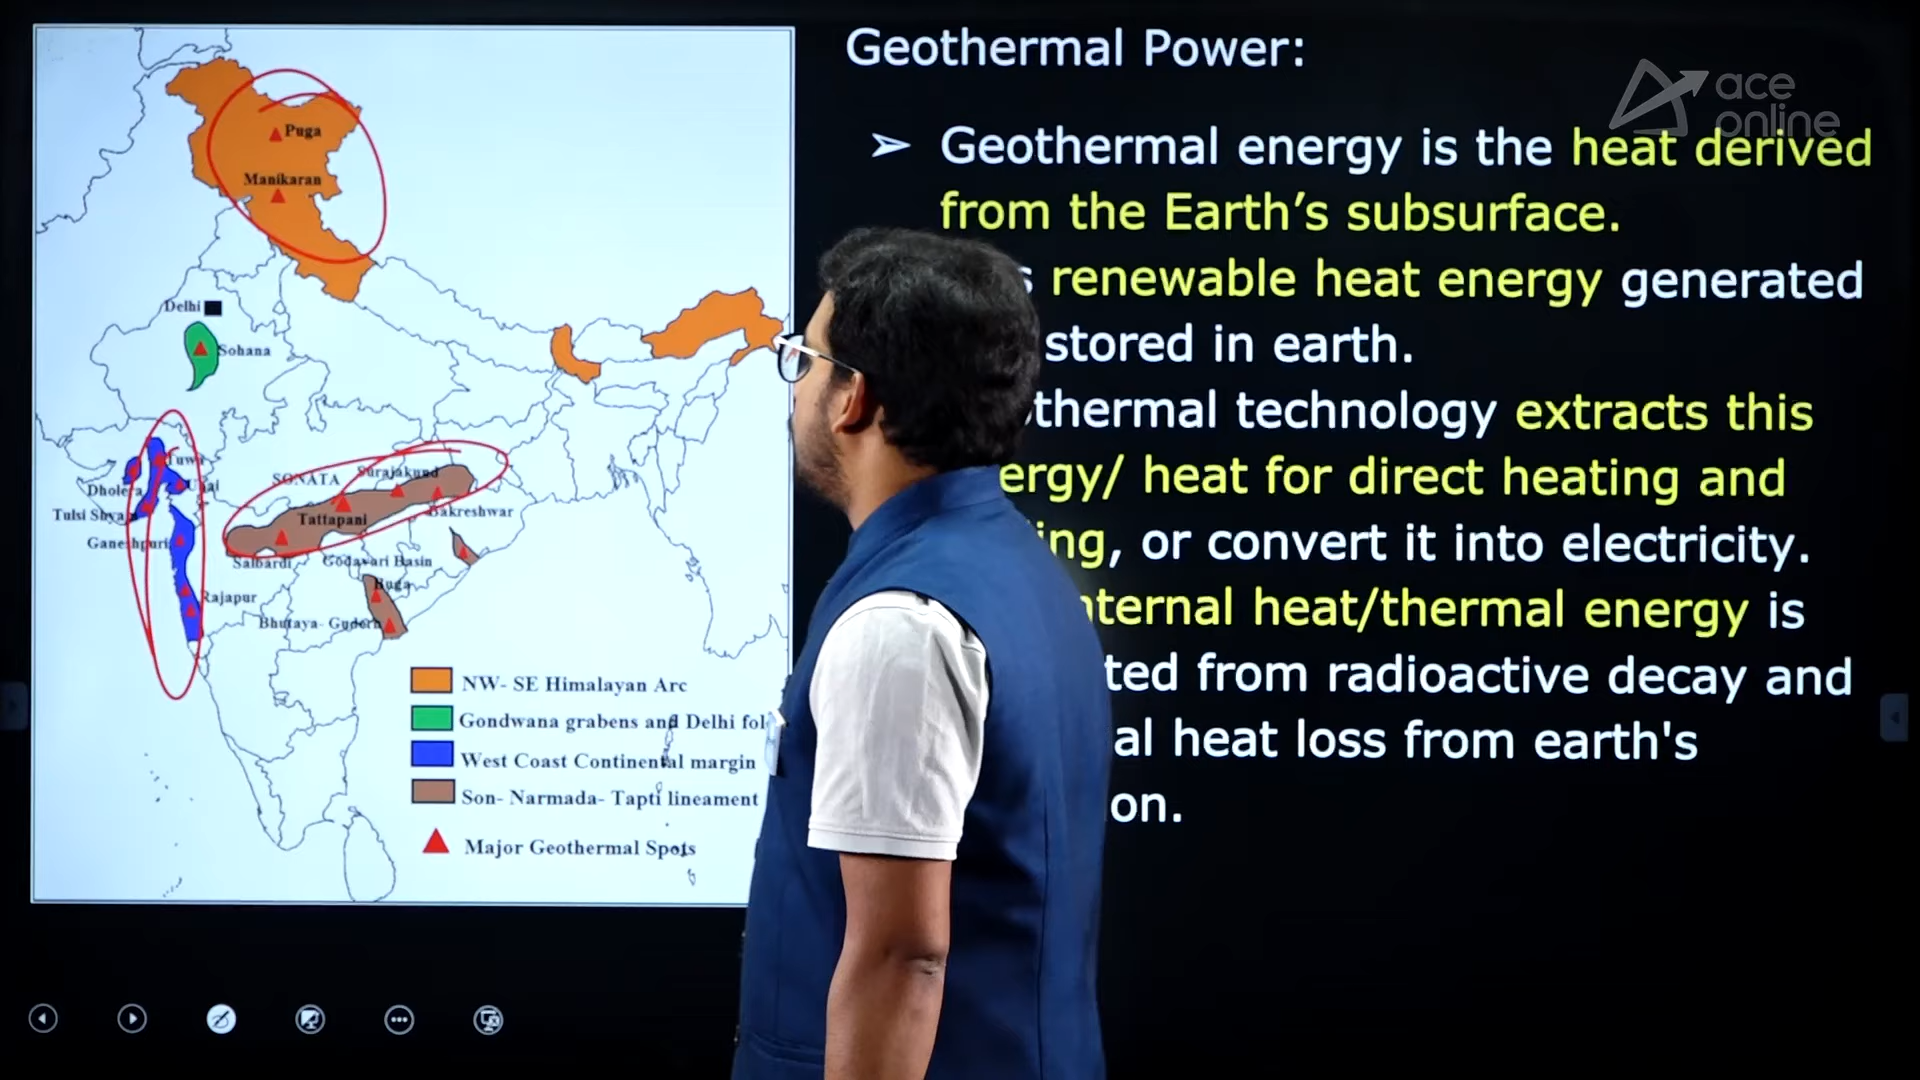 Geothermal Power:
ace
online
➢ Geothermal energy is the heat derived
from the Earth’s subsurface.
renewable heat energy generated
stored in earth.
thermal technology extracts this
ergy/ heat for direct heating and
ing, or convert it into electricity.
nternal heat/thermal energy is
ted from radioactive decay and
al heat loss from earth's
on.
Puga
Manikaran
Delhi
Sohana
Tuwa
SONATA
Surajakund
Dholera
Tattapani
Bakreshwar
Tulsi Shya
Ganeshpuri
Salbardi
Godavari Basin
Buga
Rajapur
Bhutaya- Gudem
NW- SE Himalayan Arc
Gondwana grabens and Delhi fol
West Coast Continental margin
Son- Narmada- Tapti lineament
Major Geothermal Spots